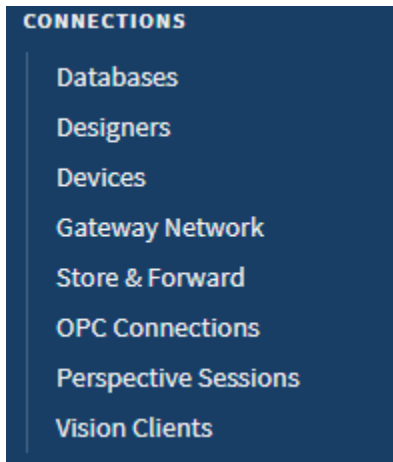 CONNECTIONS
Databases
Designers
Devices
Gateway Network
Store & Forward
OPC Connections
Perspective Sessions
Vision Clients